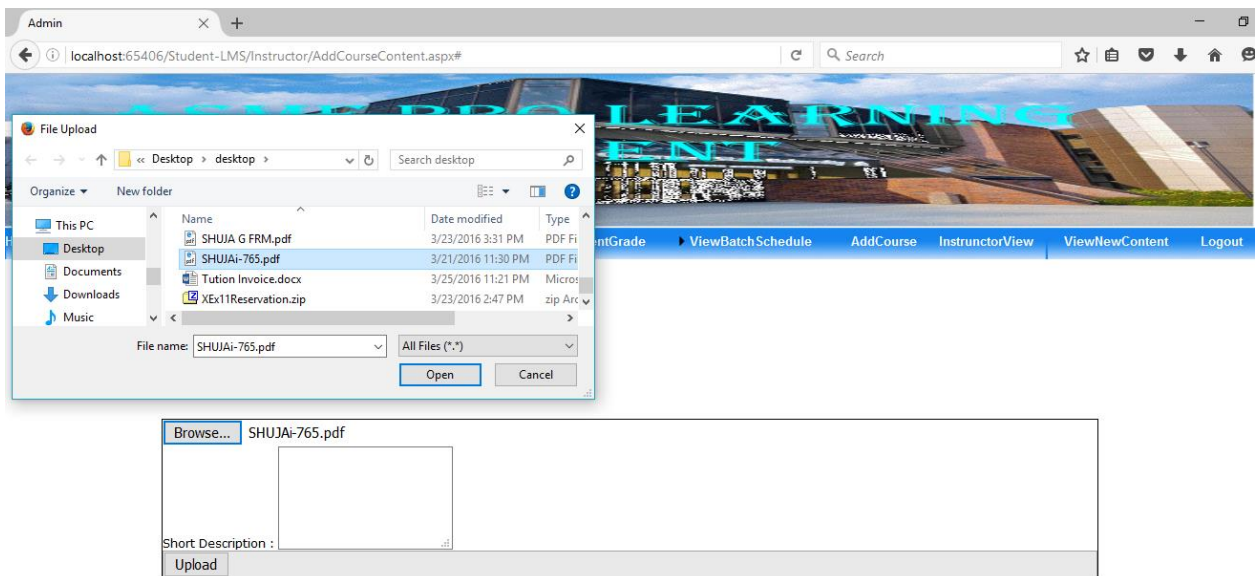 Admin
localhost:65406/Student-LMS/Instructor/AddCourseContent.aspx#
Search
LEARNING
File Upload
« Desktop › desktop ›
Search desktop
Organize
New folder
This PC
Desktop
Documents
Downloads
Music
Name Date modified Type
SHUJA G FRM.pdf 3/23/2016 3:31 PM PDF Fi
SHUJAi-765.pdf 3/21/2016 11:30 PM PDF Fi
Tution Invoice.docx 3/25/2016 11:21 PM Micros
XEx11Reservation.zip 3/23/2016 2:47 PM zip Arc
File name: SHUJAi-765.pdf
All Files (*.*)
Open
Cancel
entGrade ViewBatchSchedule AddCourse InstrunctorView ViewNewContent Logout
Browse... SHUJAi-765.pdf
Short Description :
Upload